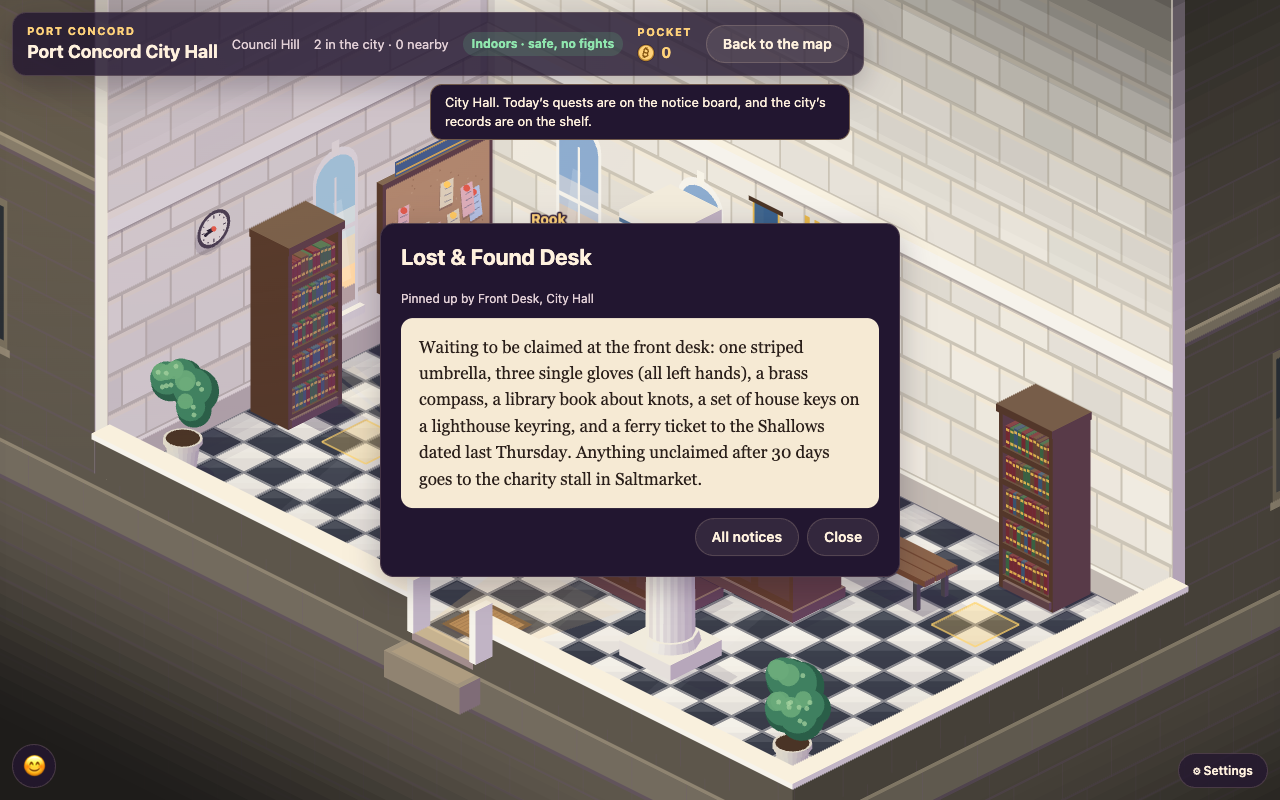 PORT CONCORD
Port Concord City Hall
Council Hill
2 in the city · 0 nearby
Indoors · safe, no fights
POCKET
0
Back to the map
City Hall. Today's quests are on the notice board, and the city's
records are on the shelf.
Rook
Lost & Found Desk
Pinned up by Front Desk, City Hall
Waiting to be claimed at the front desk: one striped
umbrella, three single gloves (all left hands), a brass
compass, a library book about knots, a set of house keys on
a lighthouse keyring, and a ferry ticket to the Shallows
dated last Thursday. Anything unclaimed after 30 days
goes to the charity stall in Saltmarket.
All notices
Close
Settings